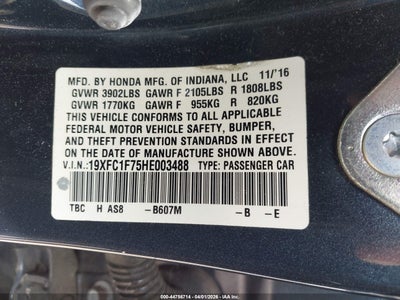 MFD. BY HONDA MFG. OF INDIANA, LLC 11/'16
GVWR 3902LBS GAWR F 2105LBS R 1808LBS
GVWR 1770KG GAWR F 955KG R 820KG
THIS VEHICLE CONFORMS TO ALL APPLICABLE
FEDERAL MOTOR VEHICLE SAFETY, BUMPER,
AND THEFT PREVENTION STANDARDS IN EFFECT
ON THE DATE OF MANUFACTURE SHOWN ABOVE.
V.I.N.: 19XFC1F75HE003488 TYPE: PASSENGER CAR
TBC H AS8 -B607M -B -E
000-44756714 - 04/01/2026 - IAAI.COM